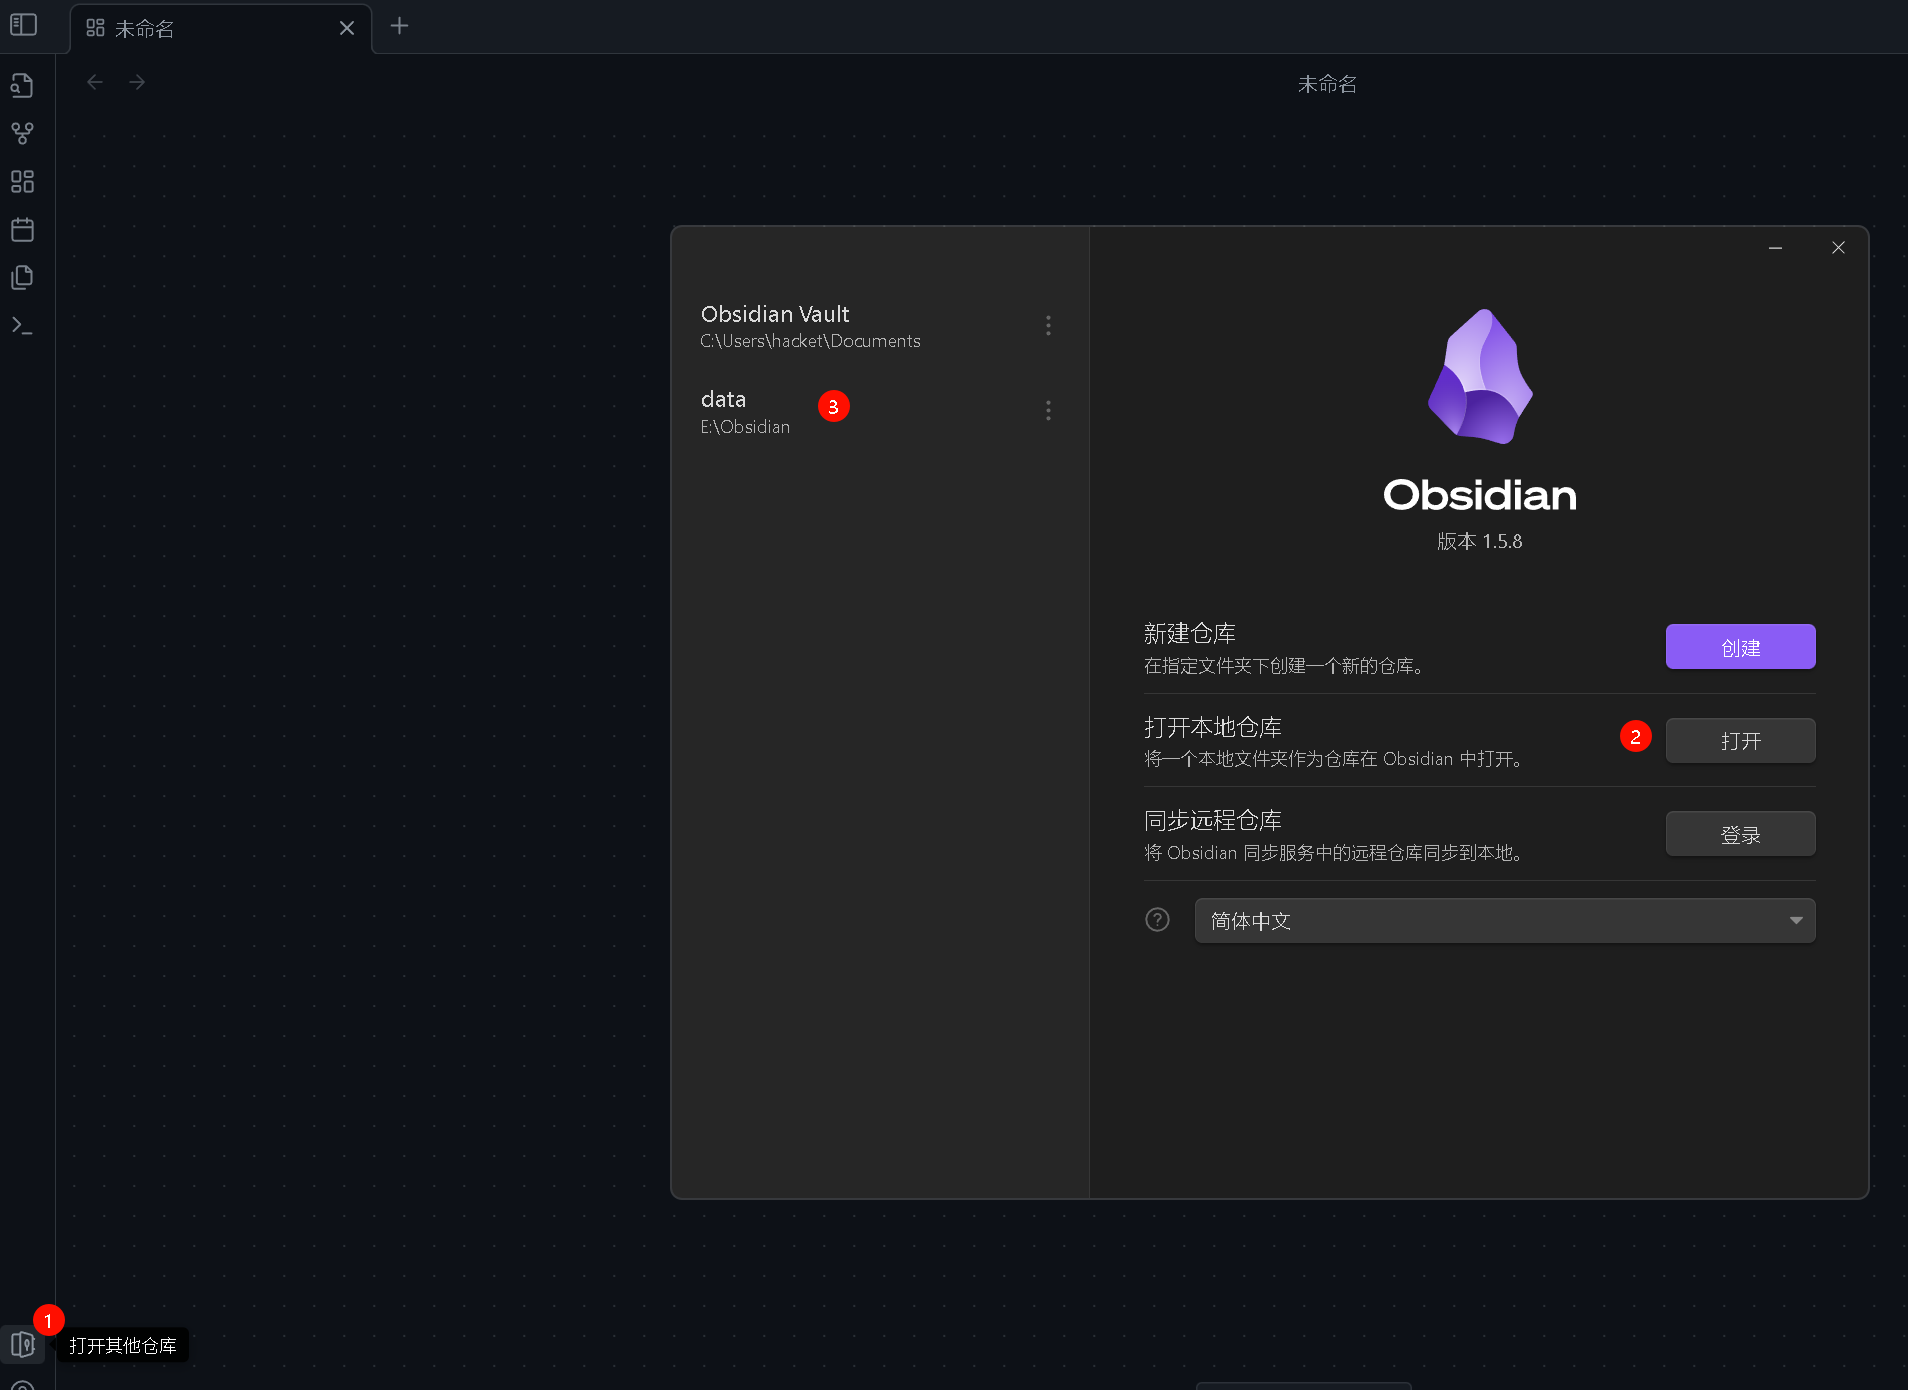 未命名
未命名
Obsidian Vault
C:\Users\hacket\Documents
data
E:\Obsidian
3
Obsidian
版本 1.5.8
新建仓库
在指定文件夹下创建一个新的仓库。
创建
打开本地仓库
将一个本地文件夹作为仓库在 Obsidian 中打开。
2
打开
同步远程仓库
将 Obsidian 同步服务中的远程仓库同步到本地。
登录
简体中文
1
打开其他仓库